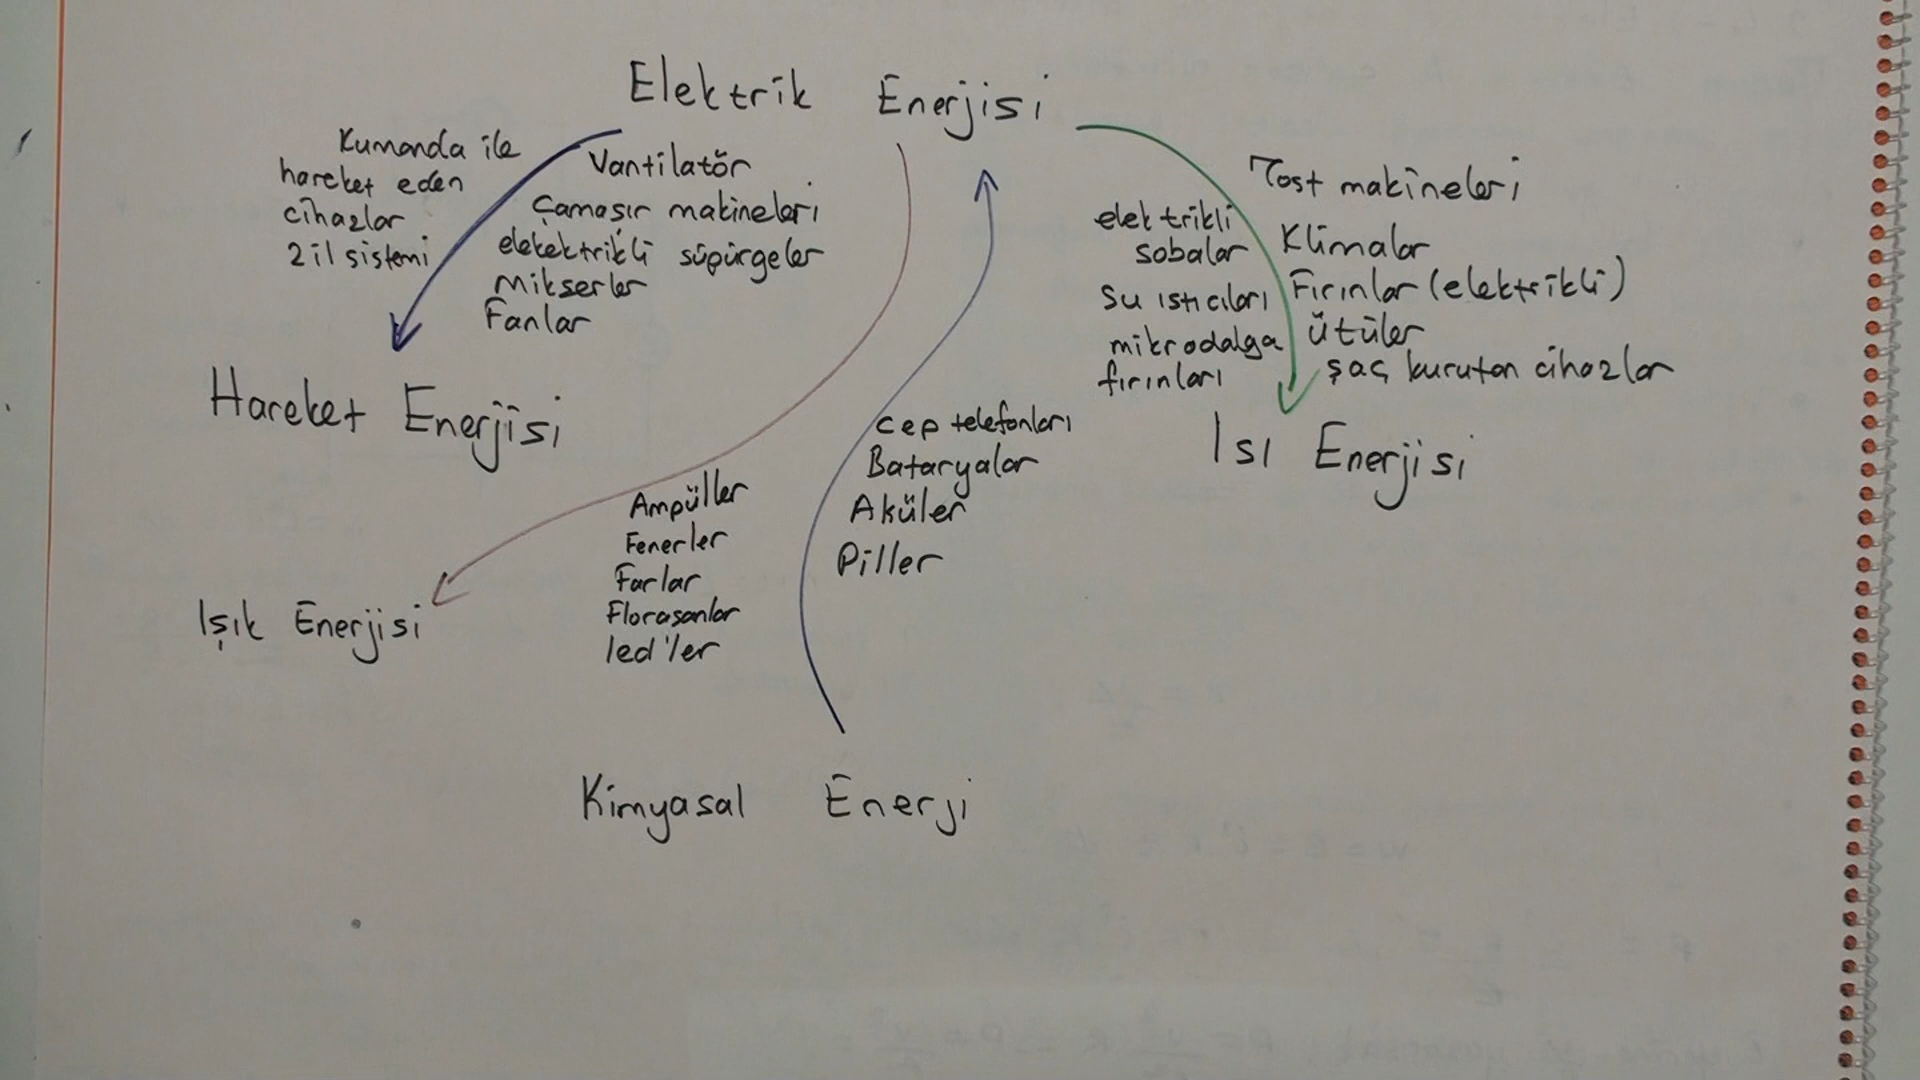 Elektrik Enerjisi
Kumanda ile
hareket eden
cihazlar
Zil sistemi
Vantilatör
Çamaşır makineleri
elekektrikli süpürgeler
Mikserler
Fanlar
Hareket Enerjisi
elektrikli
sobalar
su ısıtıcıları
mikrodalga
fırınları
Tost makineleri
Klimalar
Fırınlar (elektrikli)
Ütüler
şaç kurutan cihazlar
Isı Enerjisi
Ampüller
Fenerler
Farlar
Florasanlar
led'ler
Işık Enerjisi
cep telefonları
Bataryalar
Aküler
Piller
Kimyasal Enerji